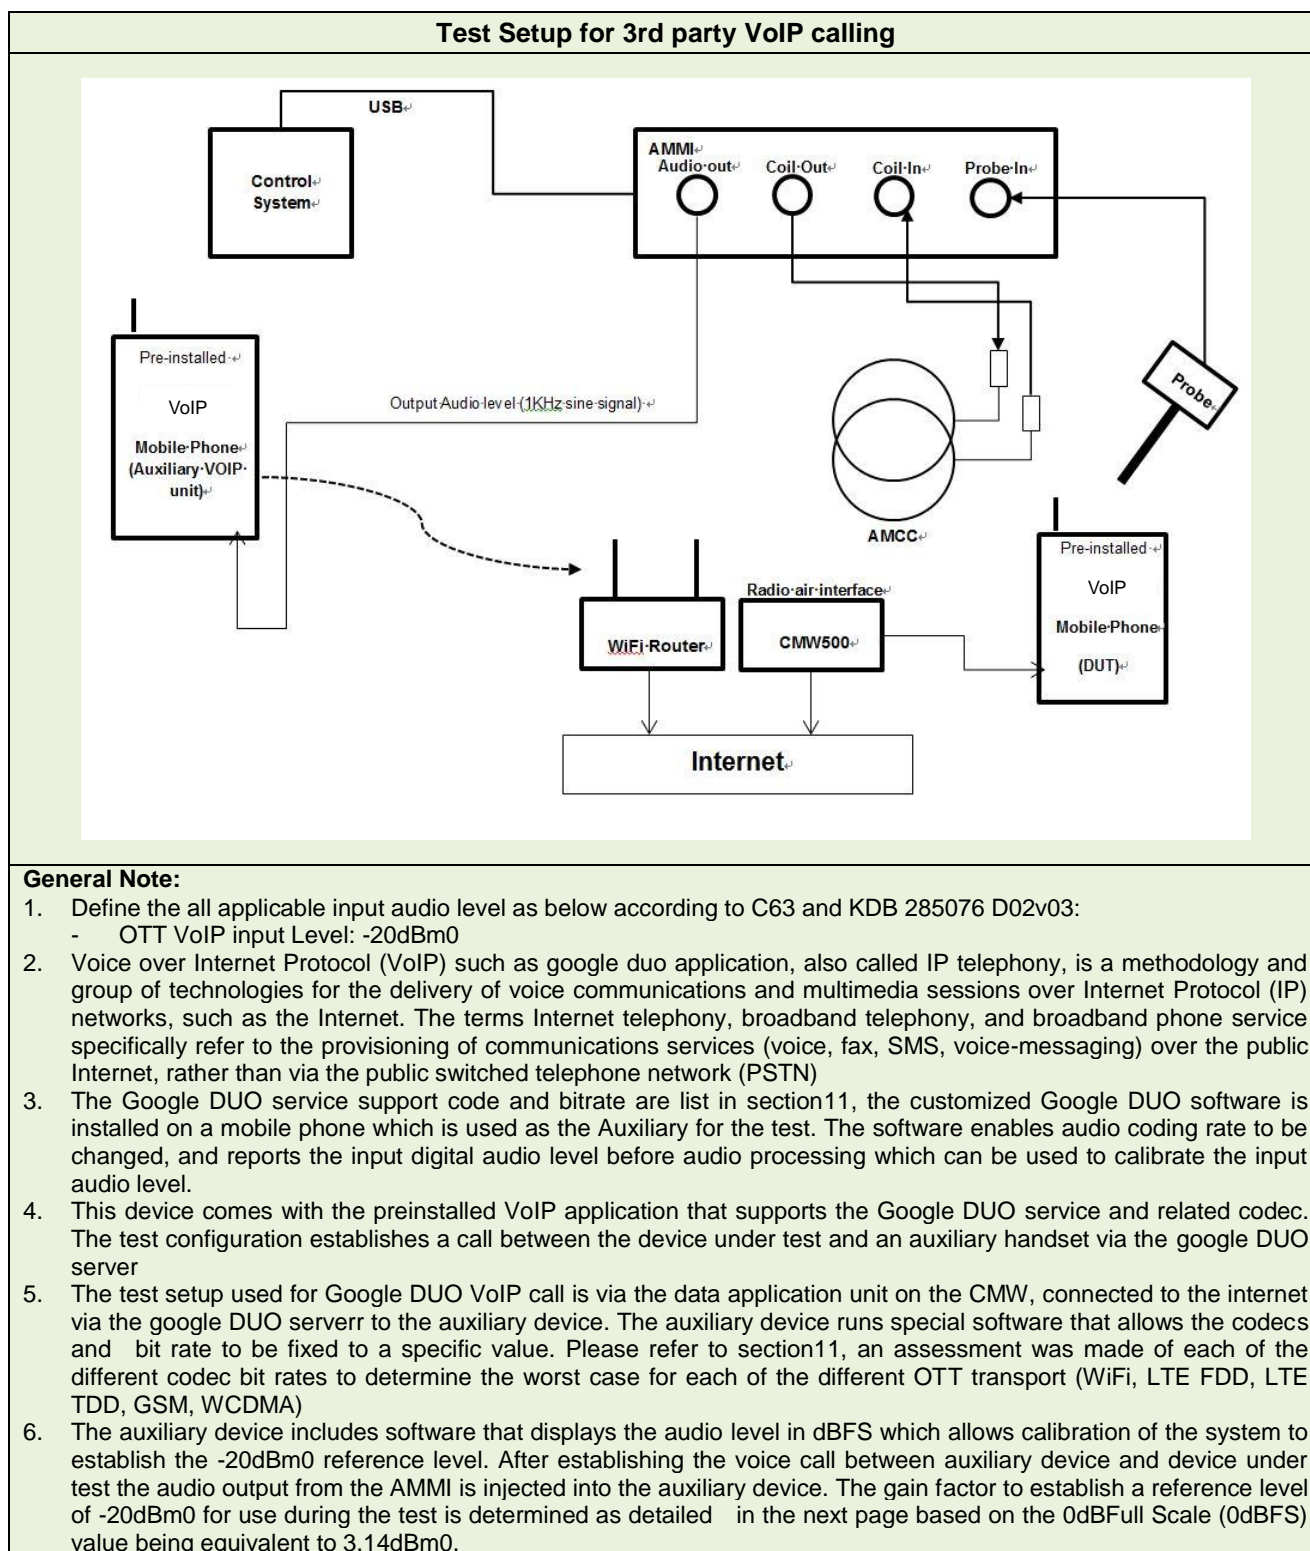 Test Setup for 3rd party VoIP calling
USB
Control
System
AMMI
Audio out
Coil Out
Coil In
Probe In
Pre-installed
VoIP
Mobile Phone
(Auxiliary VOIP
unit)
Output Audio level (1KHz sine signal)
Probe
AMCC
Radio air interface
WiFi Router
CMW500
Pre-installed
VoIP
Mobile Phone
(DUT)
Internet
General Note:
1. Define the all applicable input audio level as below according to C63 and KDB 285076 D02v03:
- OTT VoIP input Level: -20dBm0
2. Voice over Internet Protocol (VoIP) such as google duo application, also called IP telephony, is a methodology and
group of technologies for the delivery of voice communications and multimedia sessions over Internet Protocol (IP)
networks, such as the Internet. The terms Internet telephony, broadband telephony, and broadband phone service
specifically refer to the provisioning of communications services (voice, fax, SMS, voice-messaging) over the public
Internet, rather than via the public switched telephone network (PSTN)
3. The Google DUO service support code and bitrate are list in section11, the customized Google DUO software is
installed on a mobile phone which is used as the Auxiliary for the test. The software enables audio coding rate to be
changed, and reports the input digital audio level before audio processing which can be used to calibrate the input
audio level.
4. This device comes with the preinstalled VoIP application that supports the Google DUO service and related codec.
The test configuration establishes a call between the device under test and an auxiliary handset via the google DUO
server
5. The test setup used for Google DUO VoIP call is via the data application unit on the CMW, connected to the internet
via the google DUO serverr to the auxiliary device. The auxiliary device runs special software that allows the codecs
and bit rate to be fixed to a specific value. Please refer to section11, an assessment was made of each of the
different codec bit rates to determine the worst case for each of the different OTT transport (WiFi, LTE FDD, LTE
TDD, GSM, WCDMA)
6. The auxiliary device includes software that displays the audio level in dBFS which allows calibration of the system to
establish the -20dBm0 reference level. After establishing the voice call between auxiliary device and device under
test the audio output from the AMMI is injected into the auxiliary device. The gain factor to establish a reference level
of -20dBm0 for use during the test is determined as detailed in the next page based on the 0dBFull Scale (0dBFS)
value being equivalent to 3.14dBm0.